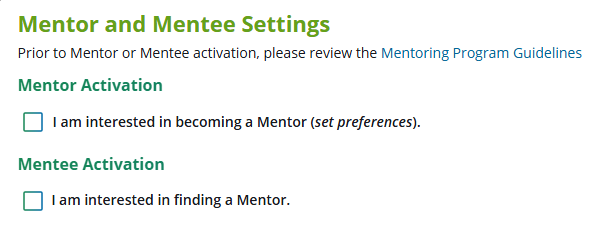 Mentor and Mentee Settings
Prior to Mentor or Mentee activation, please review the Mentoring Program Guidelines
Mentor Activation
I am interested in becoming a Mentor (set preferences).
Mentee Activation
I am interested in finding a Mentor.